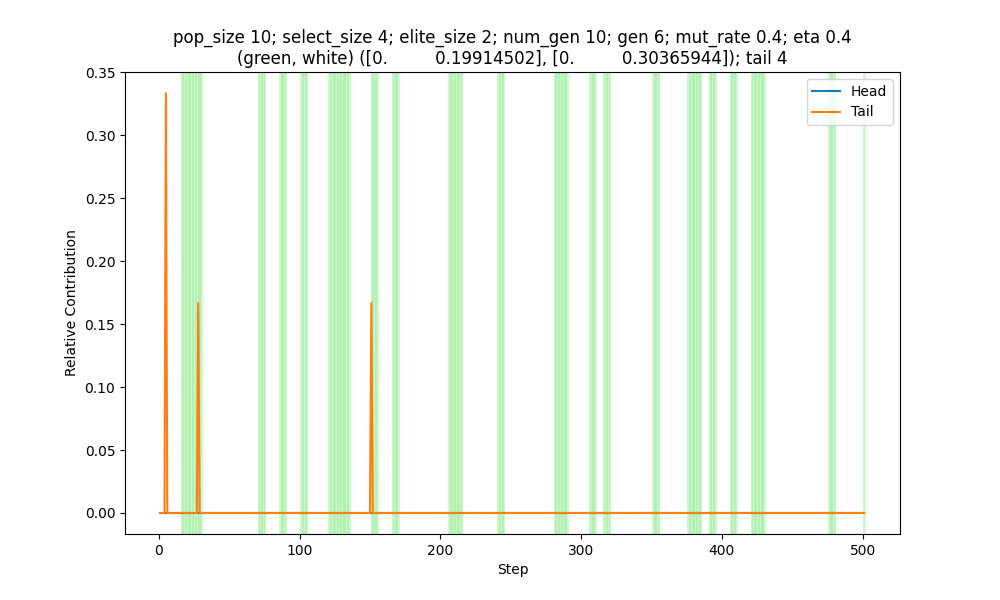 pop_size 10; select_size 4; elite_size 2; num_gen 10; gen 6; mut_rate 0.4; eta 0.4
(green, white) ([0.          0.19914502], [0.          0.30365944]); tail 4
Head
Tail
0.35
0.30
0.25
0.20
0.15
0.10
0.05
0.00
Relative Contribution
0
100
200
300
400
500
Step